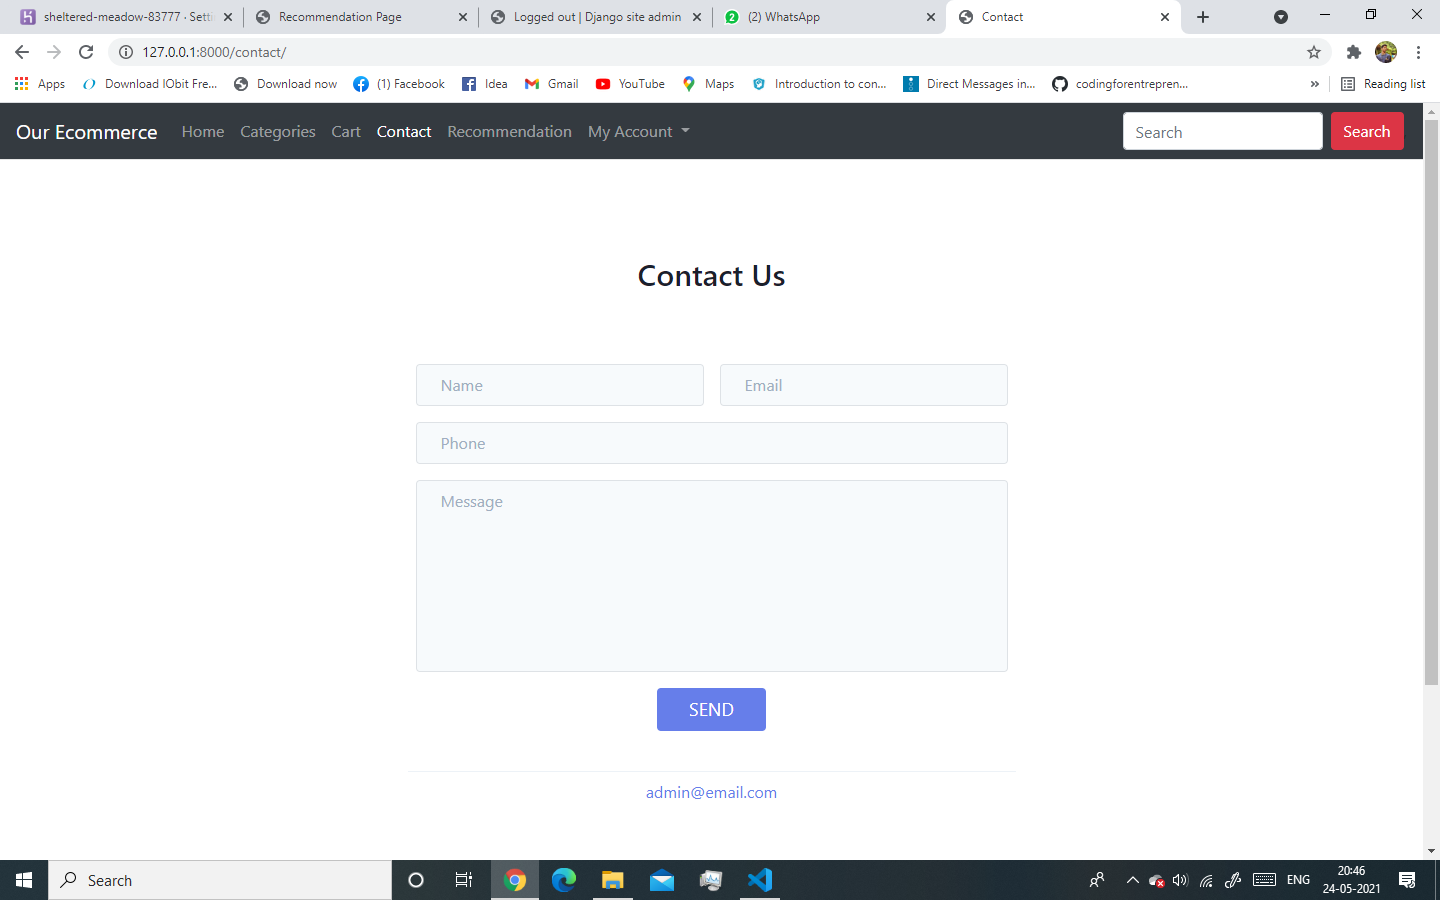 sheltered-meadow-83777 · Setti
Recommendation Page
Logged out | Django site admin
(2) WhatsApp
Contact
127.0.0.1:8000/contact/
Apps
Download IObit Fre...
Download now
(1) Facebook
Idea
Gmail
YouTube
Maps
Introduction to con...
Direct Messages in...
codingforentrepren...
»
Reading list
Our Ecommerce
Home
Categories
Cart
Contact
Recommendation
My Account
Search
Search
Contact Us
Name
Email
Phone
Message
SEND
admin@email.com
Search
ENG
20:46
24-05-2021